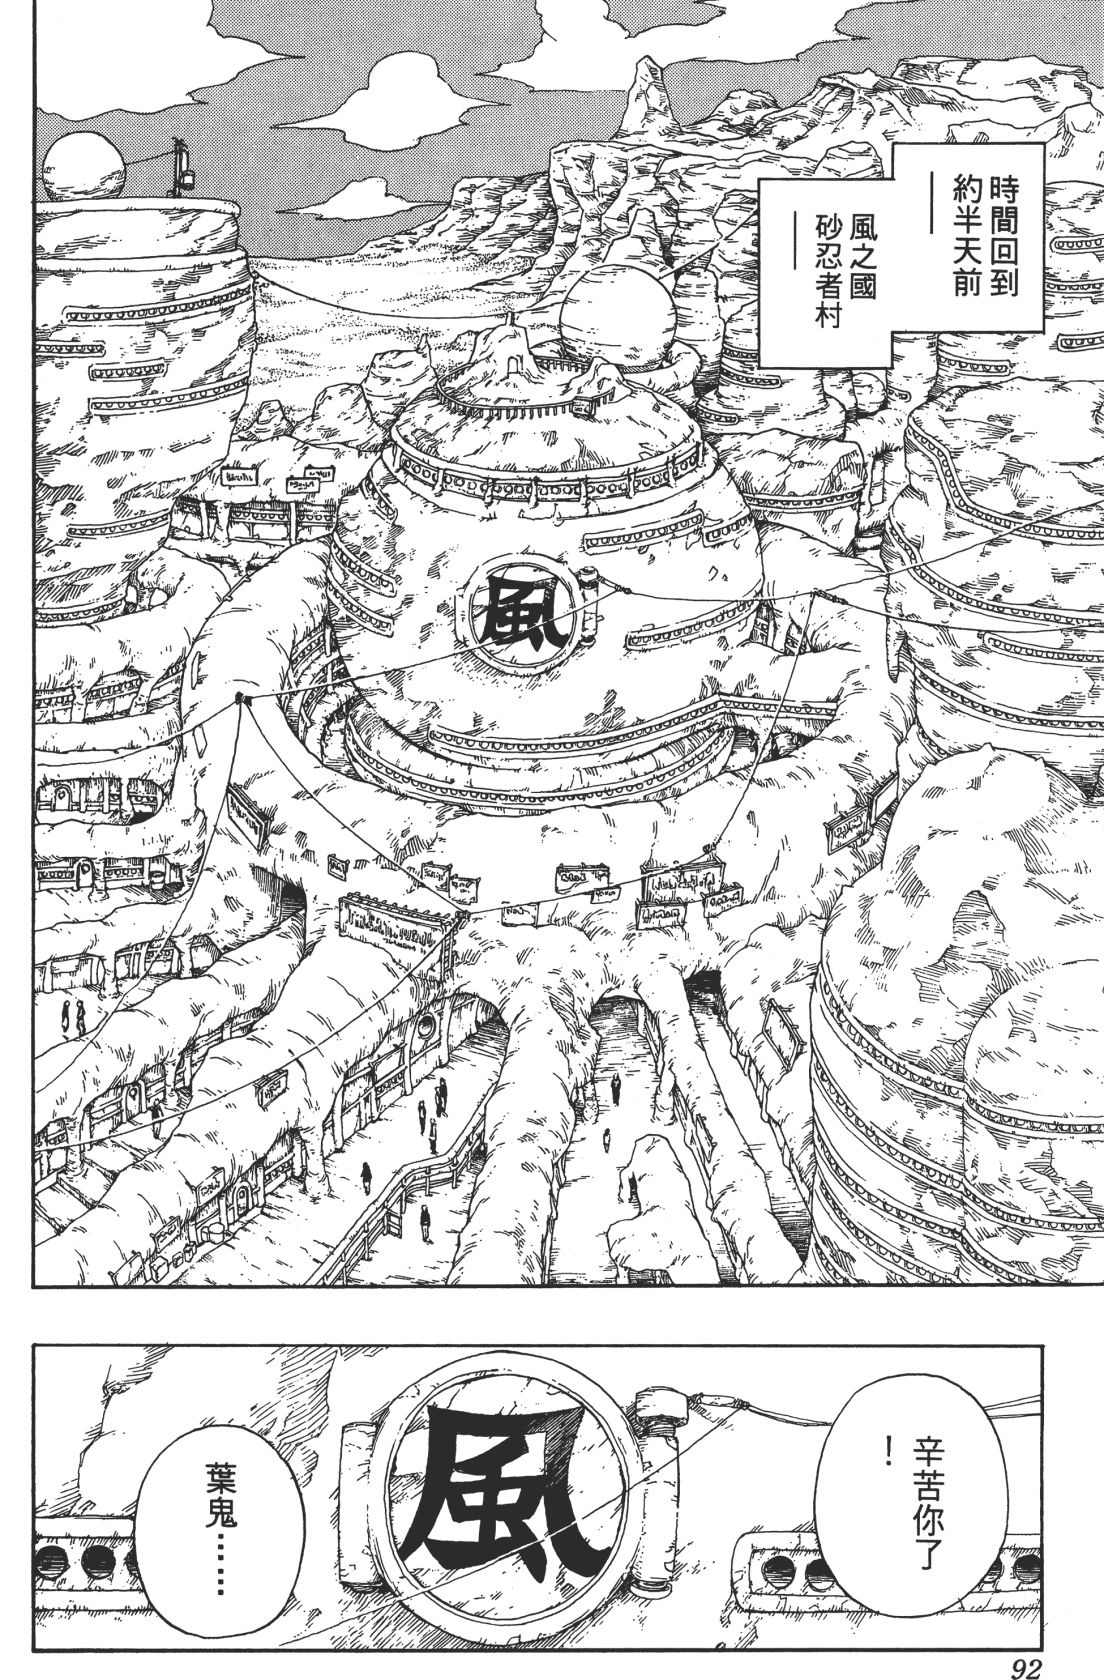 時間回到
約半天前
——
風之國
砂忍者村
——
風
辛苦你了
！
風
葉鬼……
92